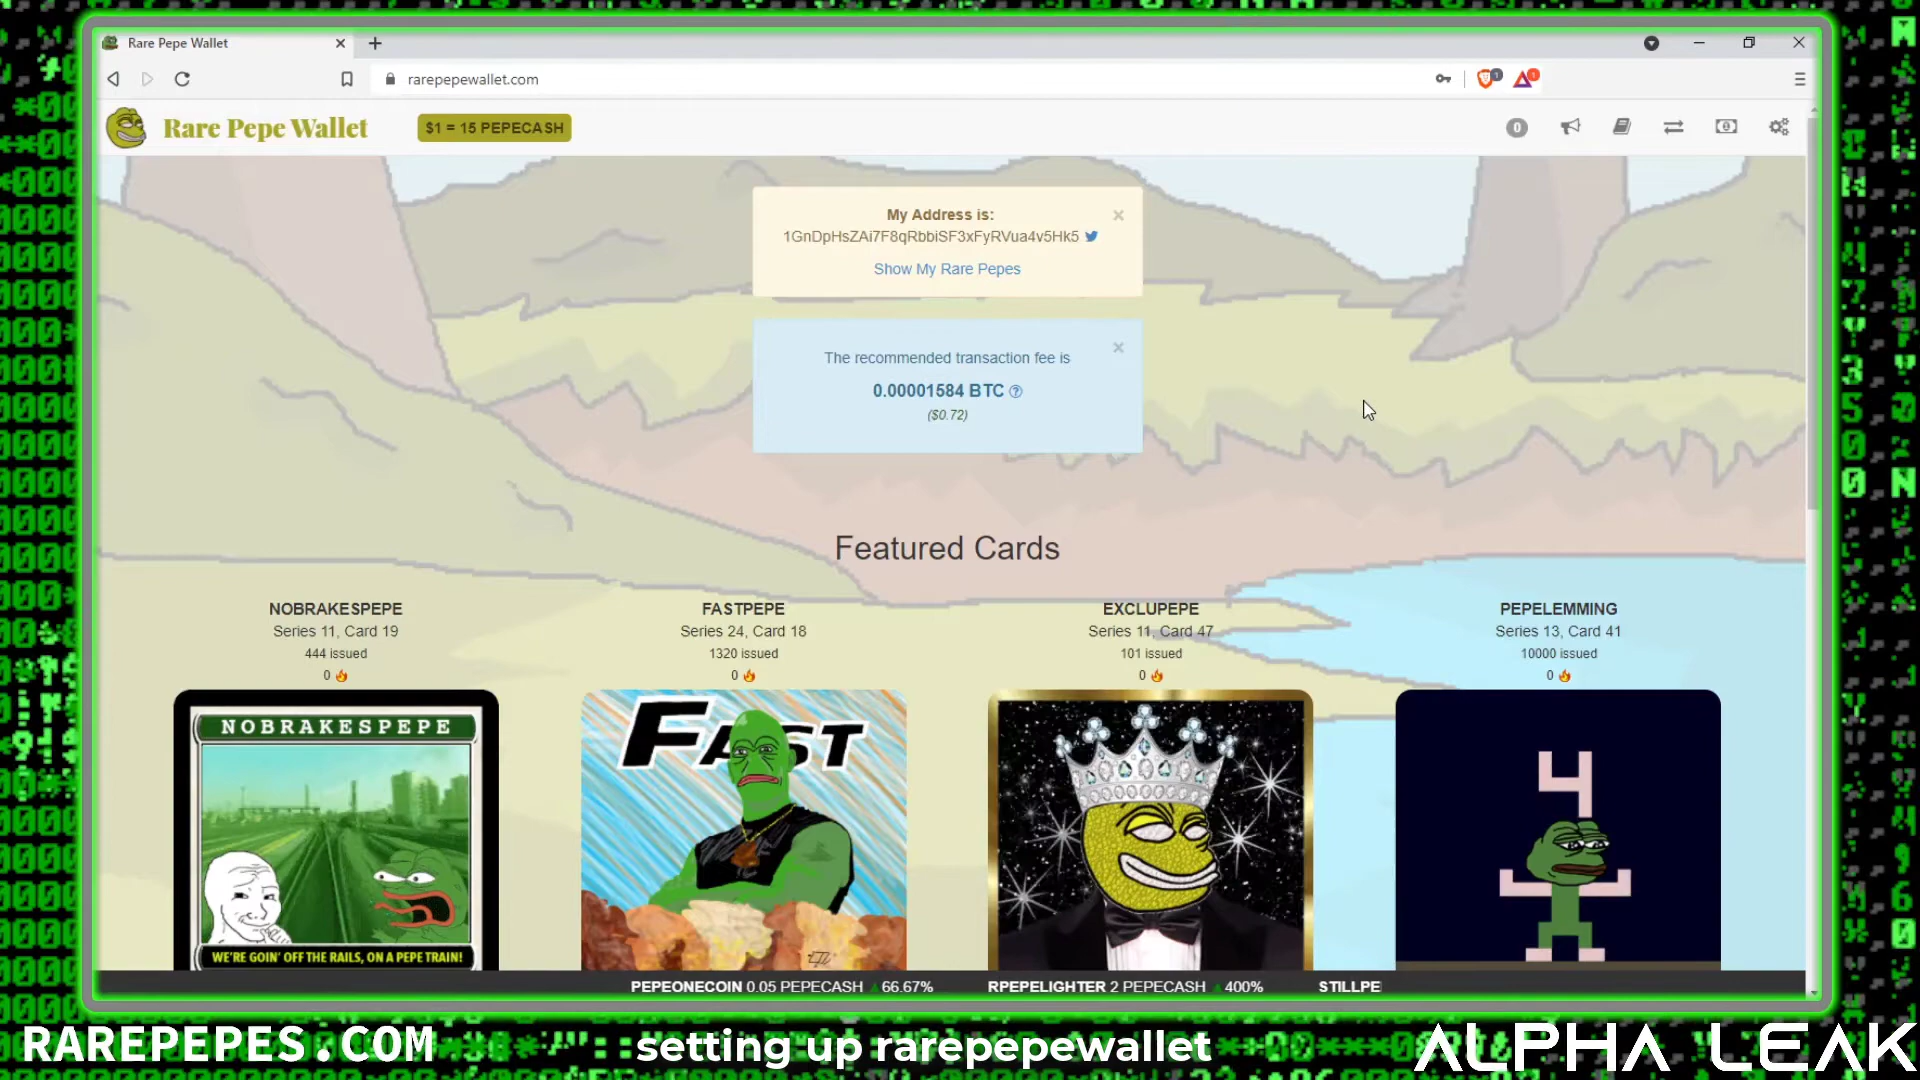 Rare Pepe Wallet
rarepepewallet.com
1
1
Rare Pepe Wallet
$1 = 15 PEPECASH
0
My Address is:
1GnDpHsZAi7F8qRbbiSF3xFyRVua4v5Hk5
Show My Rare Pepes
The recommended transaction fee is
0.00001584 BTC
($0.72)
Featured Cards
NOBRAKESPEPE
Series 11, Card 19
444 issued
0
FASTPEPE
Series 24, Card 18
1320 issued
0
EXCLUPEPE
Series 11, Card 47
101 issued
0
PEPELEMMING
Series 13, Card 41
10000 issued
0
NOBRAKESPEPE
WE'RE GOIN' OFF THE RAILS, ON A PEPE TRAIN!
FAST
4
PEPEONECOIN 0.05 PEPECASH 66.67%
RPEPELIGHTER 2 PEPECASH 400%
STILLPE
RAREPEPES.COM
setting up rarepepewallet
ALPHA LEAK